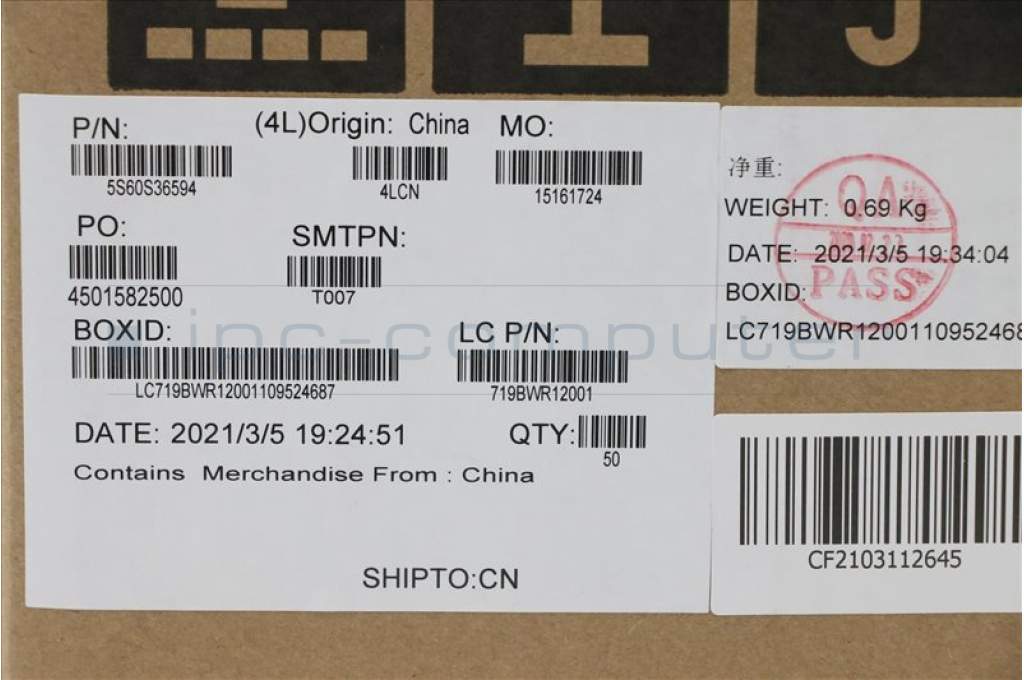 P/N:
5S60S36594
(4L)Origin: China
4LCN
MO:
15161724
PO:
4501582500
SMTPN:
T007
BOXID:
LC719BWR12001109524687
LC P/N:
719BWR12001
DATE: 2021/3/5 19:24:51
QTY:
50
Contains Merchandise From : China
SHIPTO:CN
净重:
WEIGHT: 0.69 Kg
DATE: 2021/3/5 19:34:04
BOXID:
LC719BWR1200110952468
QA
PASS
CF2103112645
ipc-computer